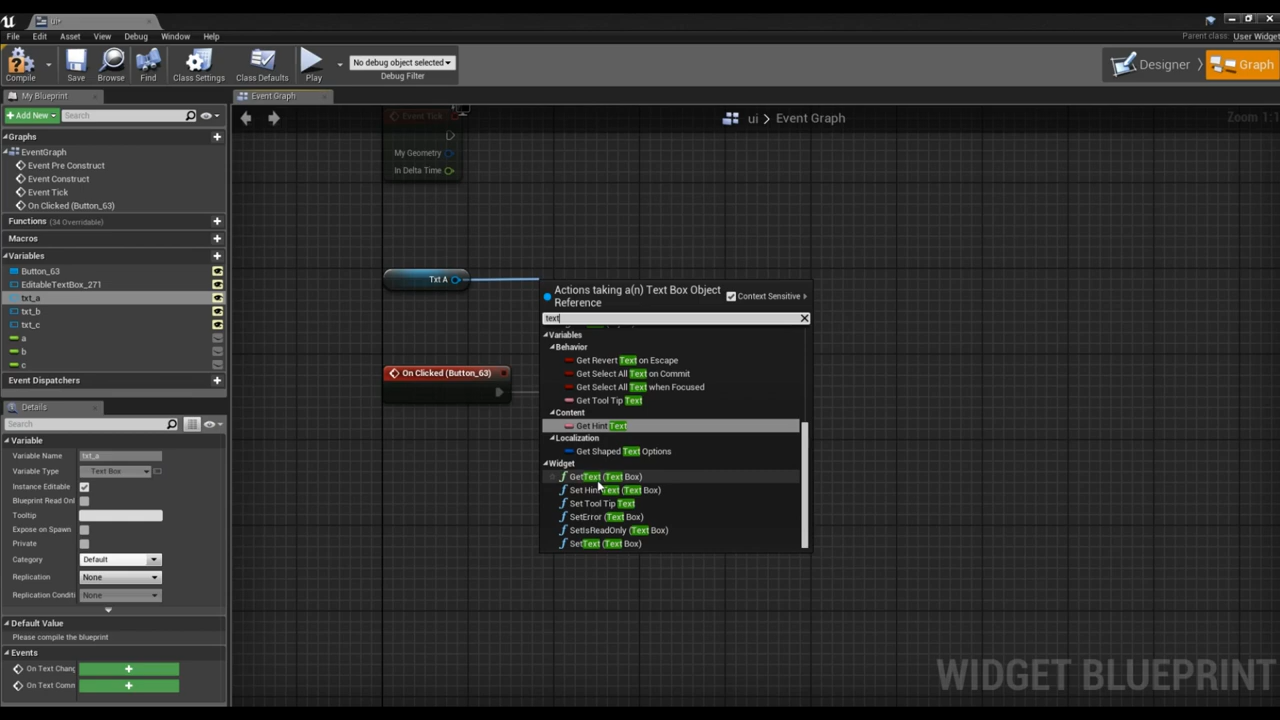 ui*
File Edit Asset View Debug Window Help
Parent class: User Widget
Compile Save Browse Find Class Settings Class Defaults Play
No debug object selected
Debug Filter
Designer Graph
My Blueprint
Event Graph
Add New Search
ui > Event Graph
Zoom 1:1
Graphs
EventGraph
Event Pre Construct
Event Construct
Event Tick
On Clicked (Button_63)
Functions (34 Overridable)
Macros
Variables
Button_63
EditableTextBox_271
txt_a
txt_b
txt_c
a
b
c
Event Dispatchers
Details
Search
Variable
Variable Name txt_a
Variable Type Text Box
Instance Editable
Blueprint Read Onl
Tooltip
Expose on Spawn
Private
Category Default
Replication None
Replication Conditi None
Default Value
Please compile the blueprint
Events
On Text Chang
On Text Comm
Event Tick
My Geometry
In Delta Time
Txt A
On Clicked (Button_63)
Actions taking a(n) Text Box Object
Reference
Context Sensitive
text
Variables
Behavior
Get Revert Text on Escape
Get Select All Text on Commit
Get Select All Text when Focused
Get Tool Tip Text
Content
Get Hint Text
Localization
Get Shaped Text Options
Widget
GetText (Text Box)
Set Hint Text (Text Box)
Set Tool Tip Text
SetError (Text Box)
SetIsReadOnly (Text Box)
SetText (Text Box)
WIDGET BLUEPRINT